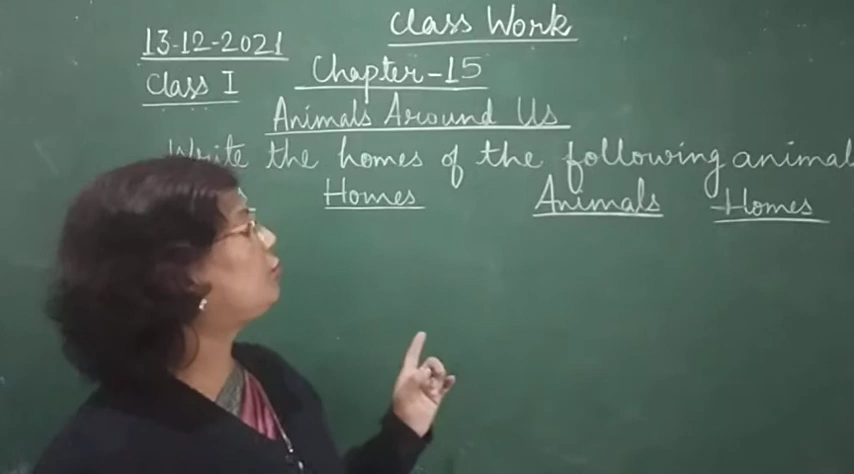 Class Work
13-12-2021
Class I Chapter-15
Animals Around Us
Write the homes of the following animal
Homes Animals Homes